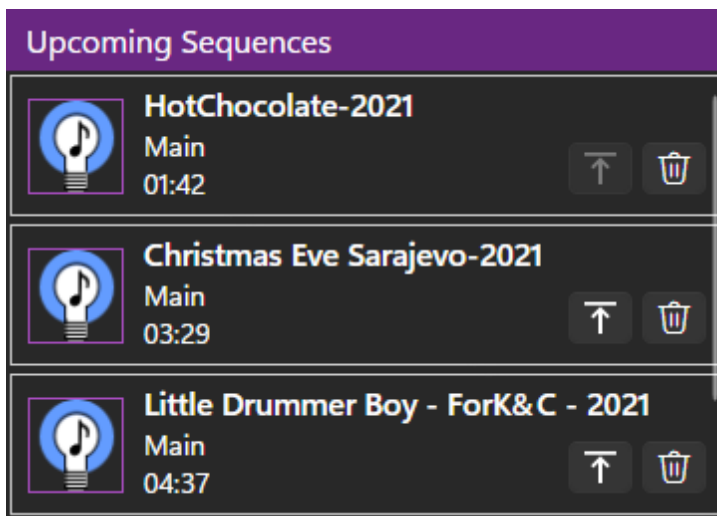 Upcoming Sequences
HotChocolate-2021
Main
01:42
Christmas Eve Sarajevo-2021
Main
03:29
Little Drummer Boy - ForK&C - 2021
Main
04:37